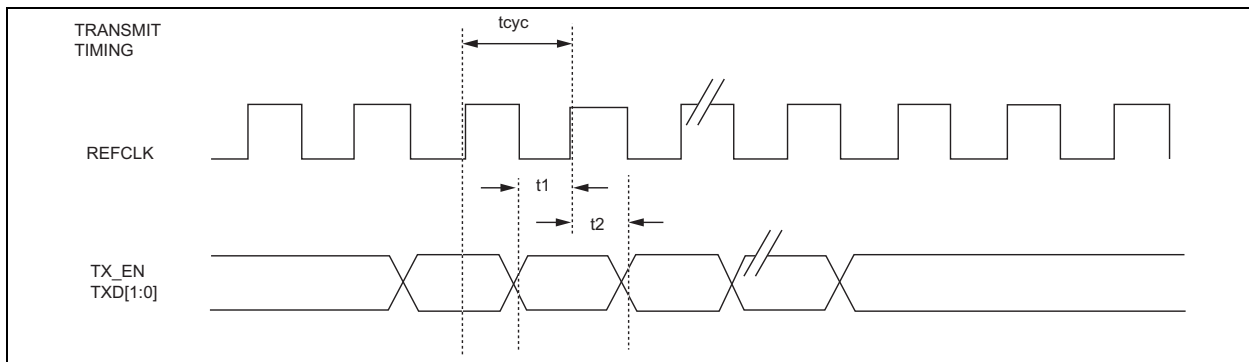 TRANSMIT
TIMING
tcyc
REFCLK
t1
t2
TX_EN
TXD[1:0]